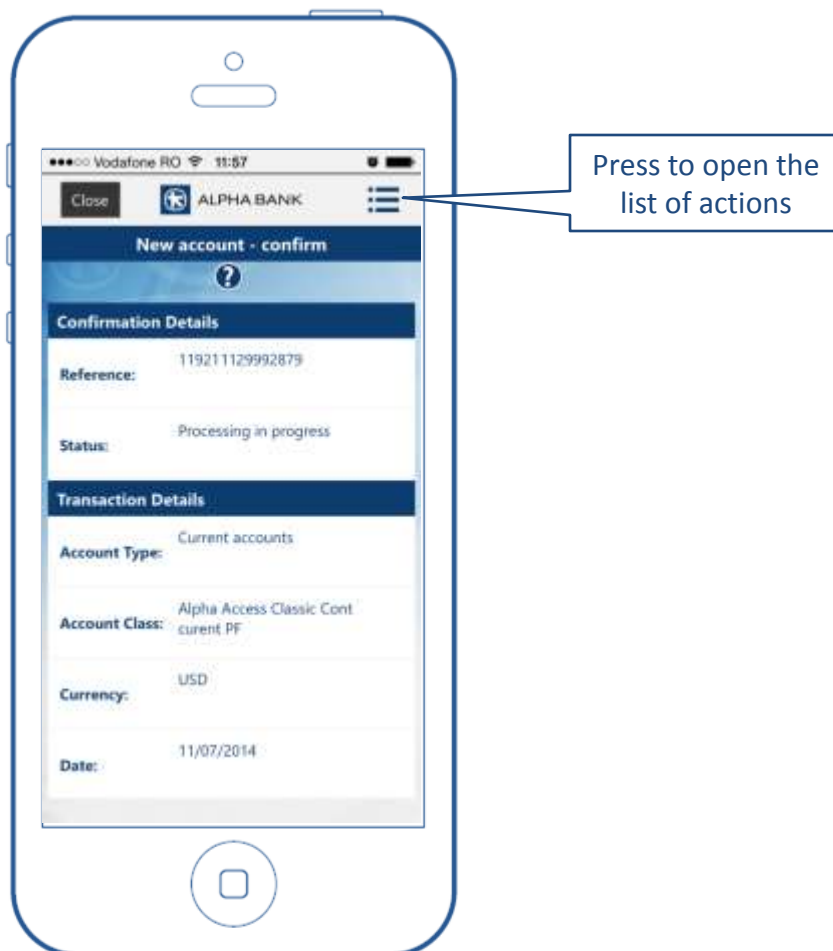 Vodafone RO 11:57
Close ALPHA BANK
Press to open the
list of actions
New account - confirm
?
Confirmation Details
Reference: 119211129992879
Status: Processing in progress
Transaction Details
Account Type: Current accounts
Account Class: Alpha Access Classic Cont
curent PF
Currency: USD
Date: 11/07/2014